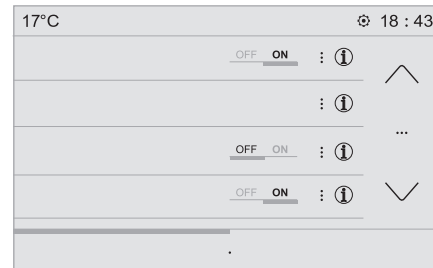 17°C 18 : 43
OFF ON : i
: i
...
OFF ON : i
OFF ON : i
.